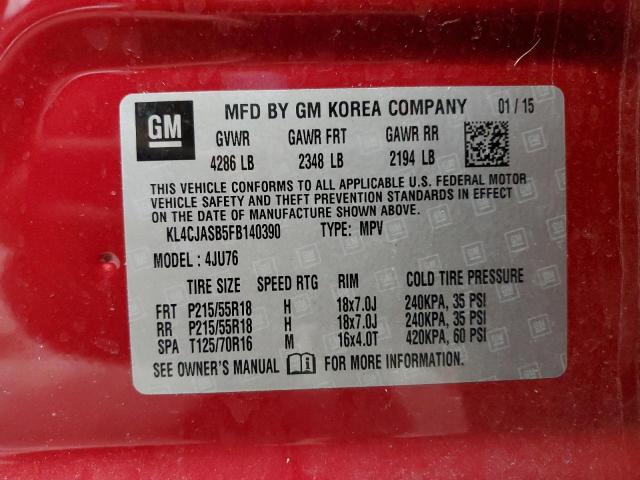 GM MFD BY GM KOREA COMPANY 01 / 15
GVWR GAWR FRT GAWR RR
4286 LB 2348 LB 2194 LB
THIS VEHICLE CONFORMS TO ALL APPLICABLE U.S. FEDERAL MOTOR
VEHICLE SAFETY AND THEFT PREVENTION STANDARDS IN EFFECT
ON THE DATE OF MANUFACTURE SHOWN ABOVE.
KL4CJASB5FB140390 TYPE: MPV
MODEL : 4JU76
TIRE SIZE SPEED RTG RIM COLD TIRE PRESSURE
FRT P215/55R18 H 18x7.0J 240KPA, 35 PSI
RR P215/55R18 H 18x7.0J 240KPA, 35 PSI
SPA T125/70R16 M 16x4.0T 420KPA, 60 PSI
SEE OWNER'S MANUAL FOR MORE INFORMATION.